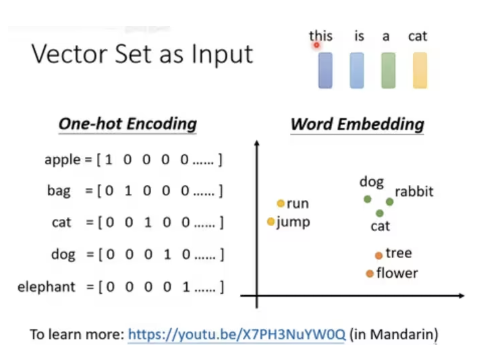 this is a cat
Vector Set as Input
One-hot Encoding
apple = [ 1 0 0 0 0 ...... ]
bag = [ 0 1 0 0 0 ...... ]
cat = [ 0 0 1 0 0 ...... ]
dog = [ 0 0 0 1 0 ...... ]
elephant = [ 0 0 0 0 1 ...... ]
Word Embedding
dog
rabbit
run
jump
cat
tree
flower
To learn more: https://youtu.be/X7PH3NuYW0Q (in Mandarin)